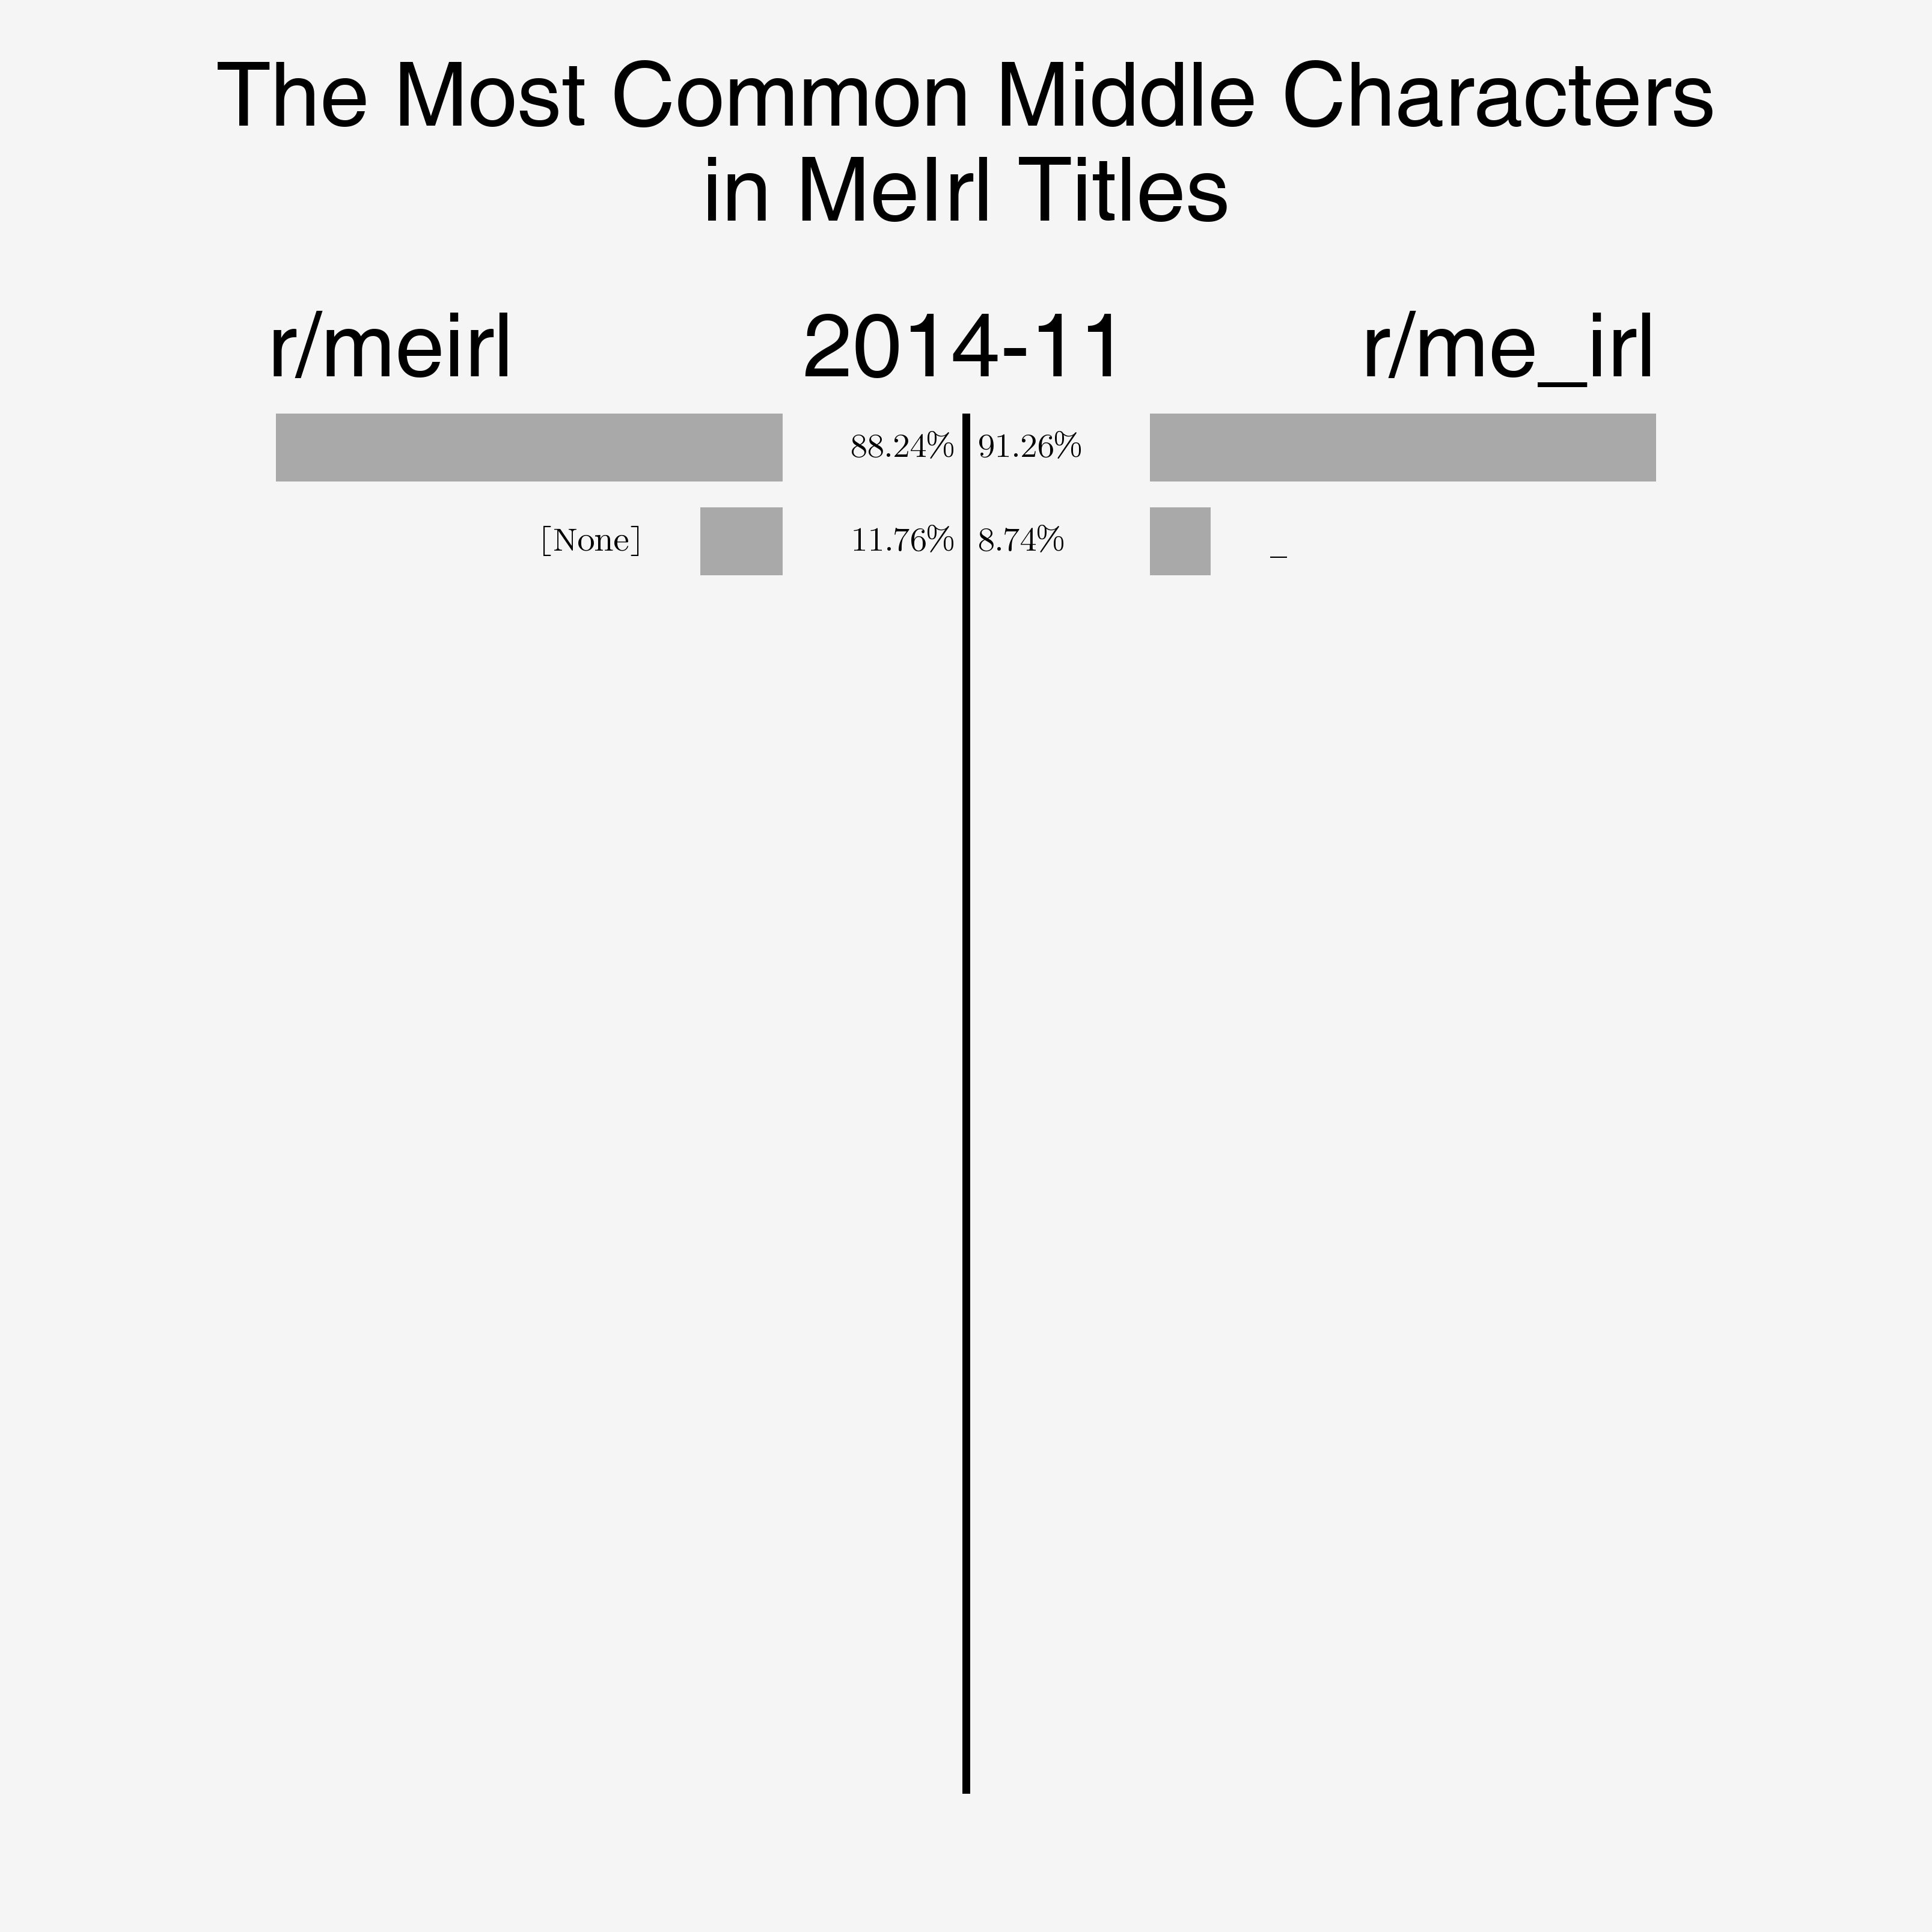 The Most Common Middle Characters
in MeIrl Titles
r/meirl 2014-11 r/me_irl
88.24% 91.26%
[None] 11.76% 8.74% _